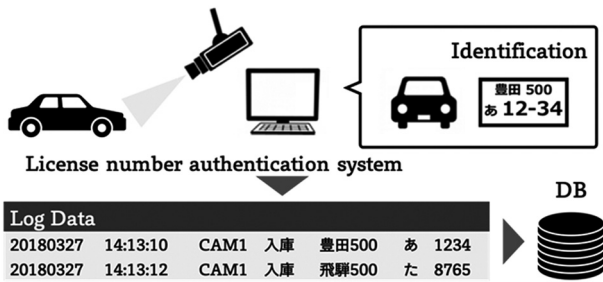 Identification
豊田 500
あ 12-34
License number authentication system
DB
Log Data
20180327 14:13:10 CAM1 入庫 豊田500 あ 1234
20180327 14:13:12 CAM1 入庫 飛騨500 た 8765